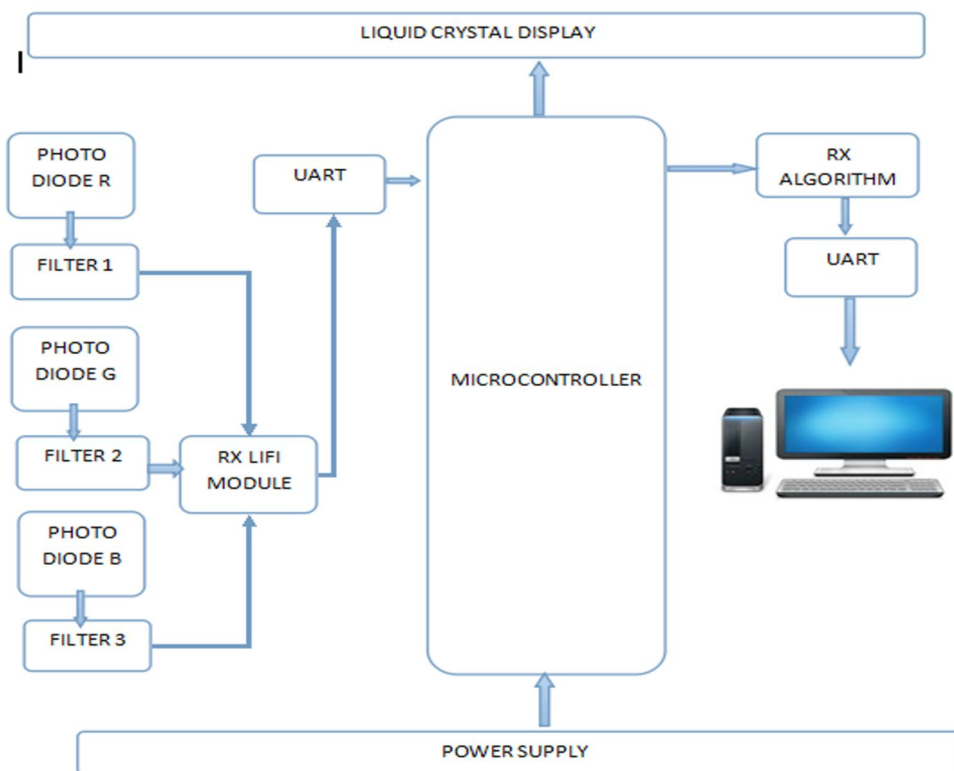 LIQUID CRYSTAL DISPLAY
PHOTO
DIODE R
FILTER 1
PHOTO
DIODE G
FILTER 2
PHOTO
DIODE B
FILTER 3
RX LIFI
MODULE
UART
MICROCONTROLLER
RX
ALGORITHM
UART
POWER SUPPLY